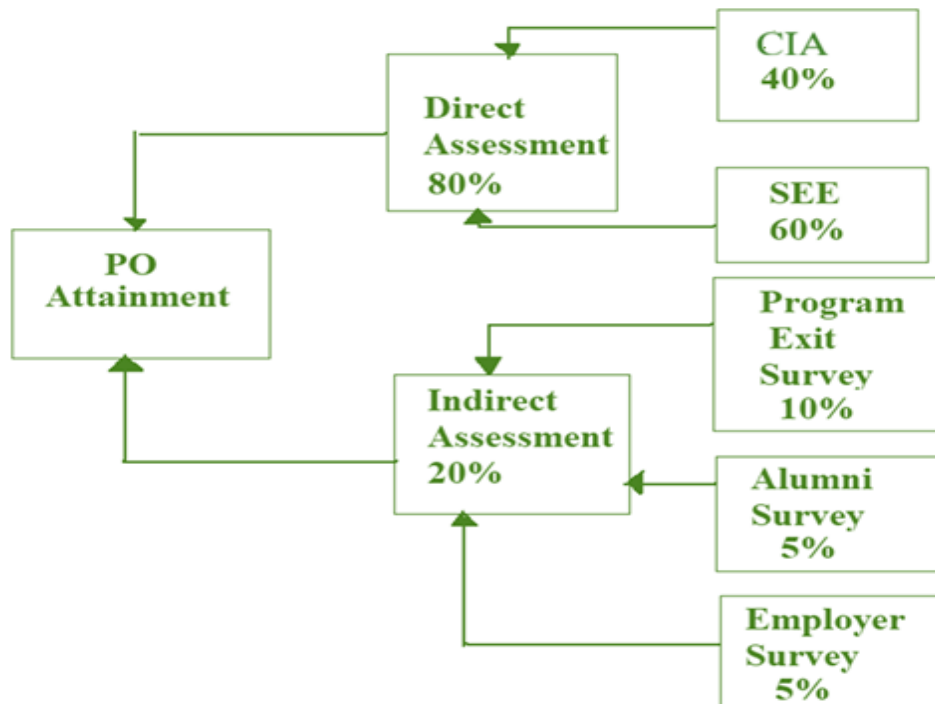 CIA
40%
Direct
Assessment
80%
SEE
60%
PO
Attainment
Program
Exit
Survey
10%
Indirect
Assessment
20%
Alumni
Survey
5%
Employer
Survey
5%